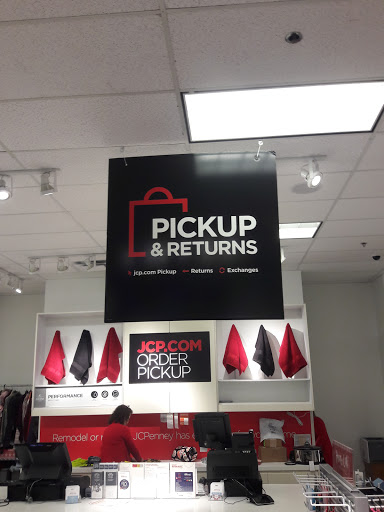 PICKUP
& RETURNS
jcp.com Pickup Returns Exchanges
JCP.COM
ORDER
PICKUP
PERFORMANCE
Remodel or JCPenney has